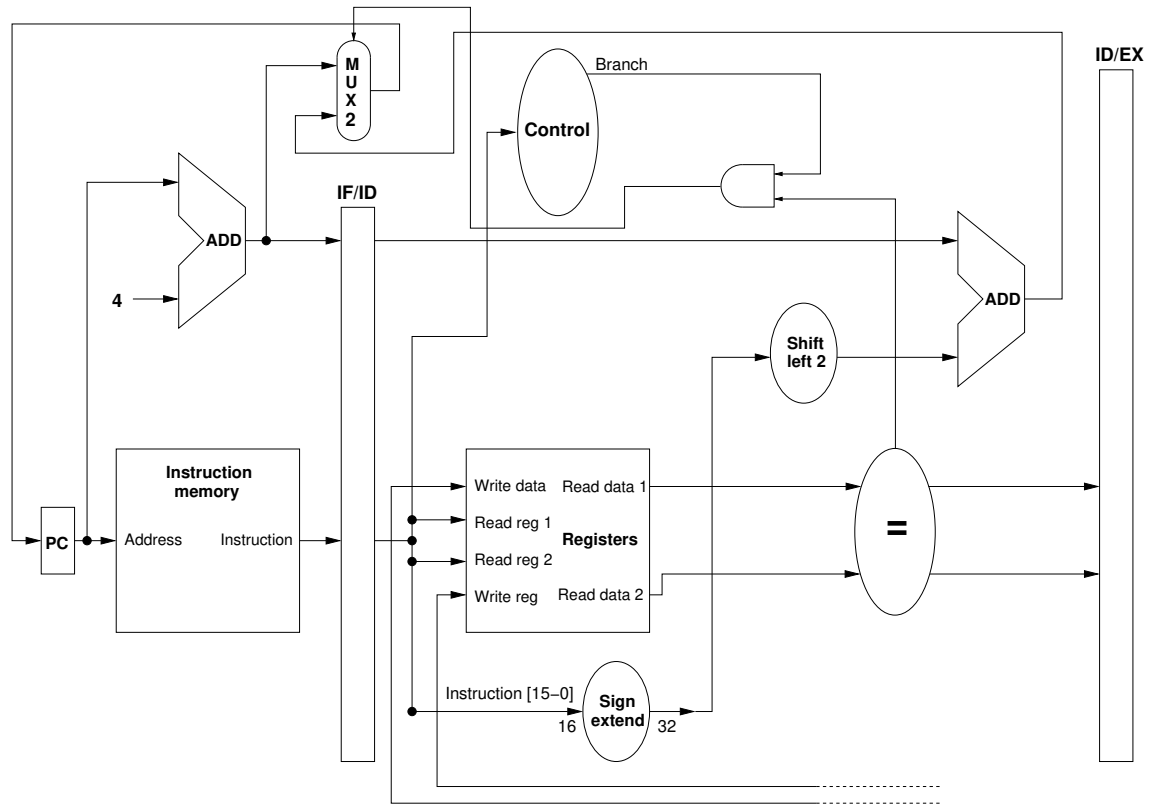 M
U
X
2
Branch
Control
ID/EX
IF/ID
ADD
4
ADD
Shift
left 2
Instruction
memory
Address
Instruction
PC
Write data
Read data 1
Read reg 1
Registers
Read reg 2
Write reg
Read data 2
=
Instruction [15−0]
16
Sign
extend
32